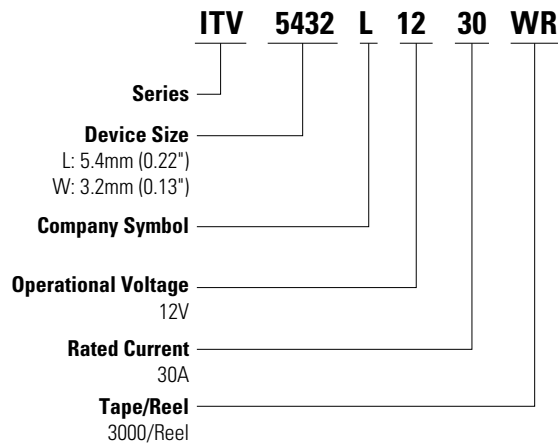 ITV 5432 L 12 30 WR
Series
Device Size
L: 5.4mm (0.22")
W: 3.2mm (0.13")
Company Symbol
Operational Voltage
12V
Rated Current
30A
Tape/Reel
3000/Reel